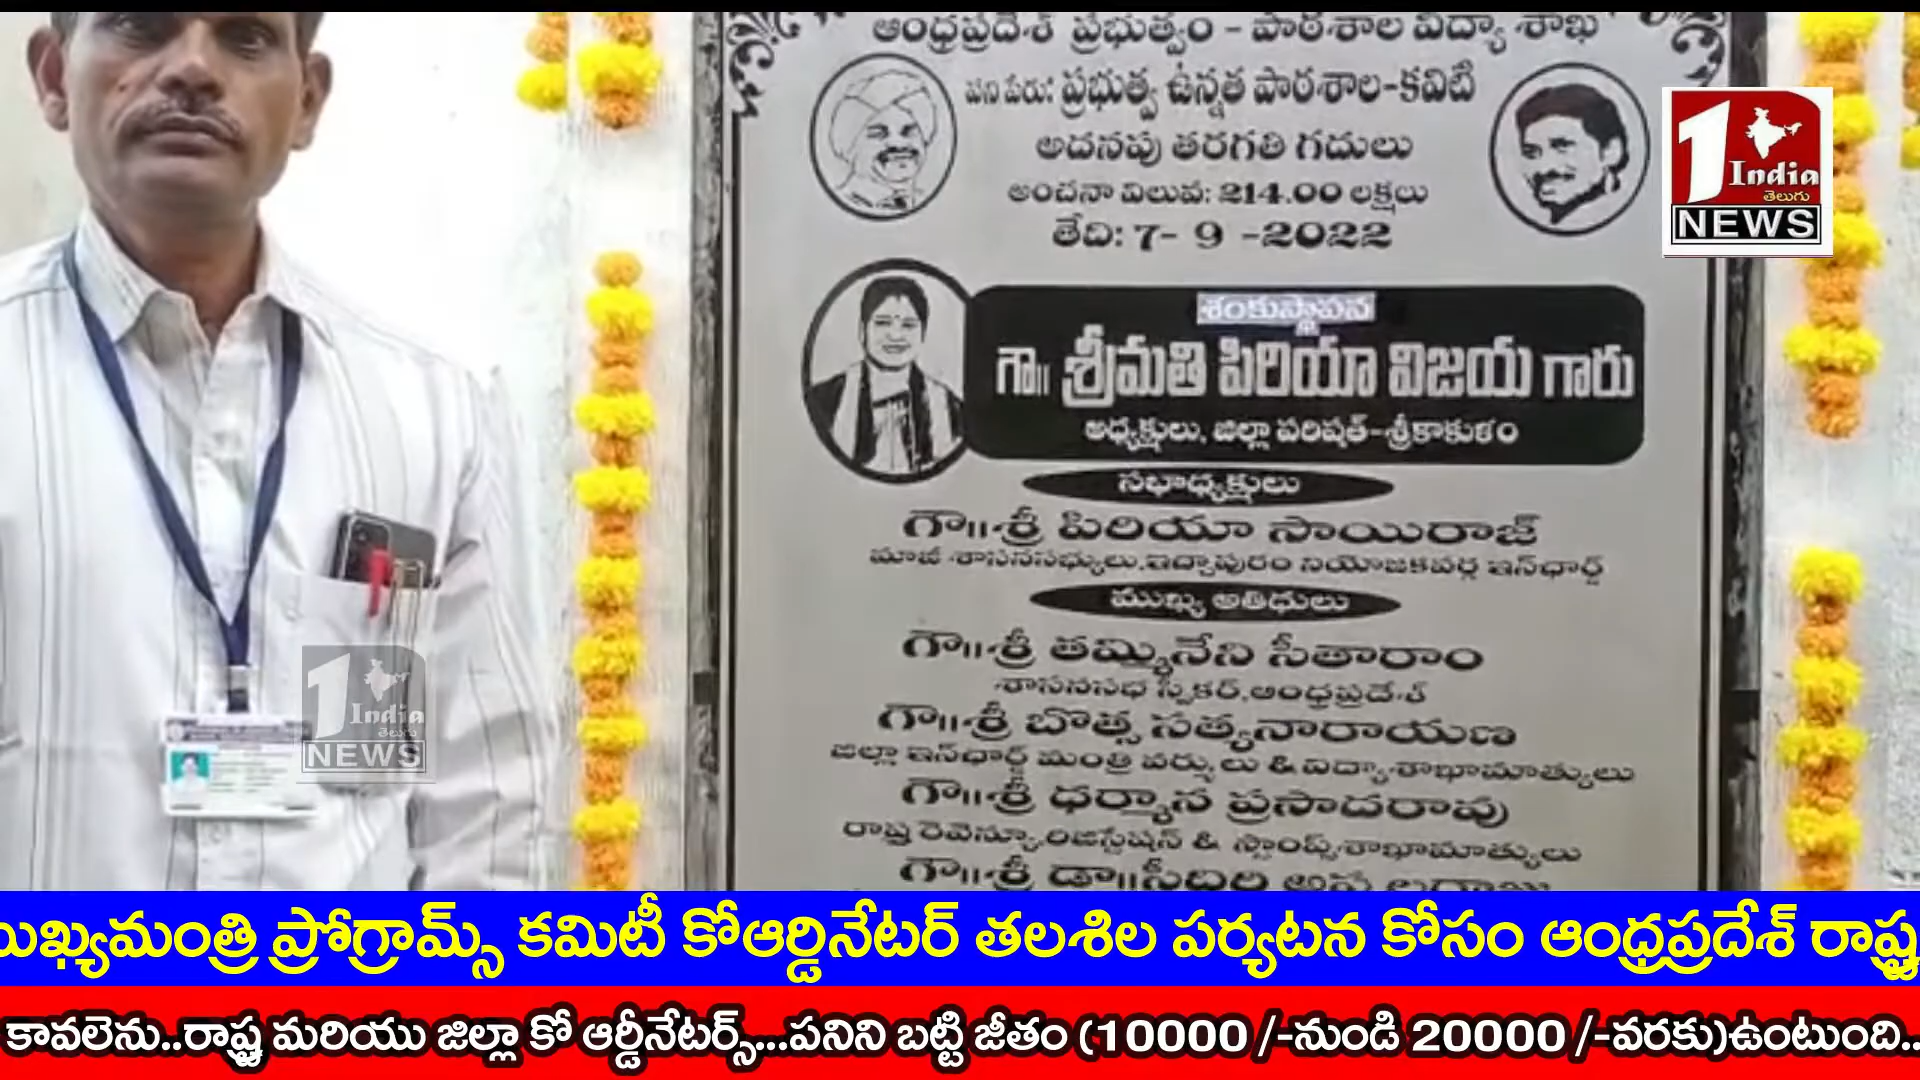 ఆంధ్రప్రదేశ్ ప్రభుత్వం - పాఠశాల విద్యా శాఖ
పని పేరు: ప్రభుత్వ ఉన్నత పాఠశాల-కవిటి
అదనపు తరగతి గదులు
అంచనా విలువ: 214.00 లక్షలు
తేది: 7- 9 -2022
శంకుస్థాపన
గౌ॥ శ్రీమతి పిరియా విజయ గారు
అధ్యక్షులు, జిల్లా పరిషత్-శ్రీకాకుళం
సభాధ్యక్షులు
గౌ॥శ్రీ పిరియా సాయిరాజ్
మాజీ శాసనసభ్యులు.ఇచ్ఛాపురం నియోజకవర్గ ఇన్‌ఛార్జ్
ముఖ్య అతిథులు
గౌ॥శ్రీ తమ్మినేని సీతారాం
శాసనసభ స్పీకర్.ఆంధ్రప్రదేశ్
గౌ॥శ్రీ బొత్స సత్యనారాయణ
జిల్లా ఇన్‌ఛార్జ్ మంత్రి వర్యులు & విద్యాశాఖామాత్యులు
గౌ॥శ్రీ ధర్మాన ప్రసాదరావు
రాష్ట్ర రెవెన్యూ.రిజిస్ట్రేషన్ & స్టాంప్స్‌శాఖామాత్యులు
గౌ॥శ్రీ డా॥సీదిరి
1 India
తెలుగు
NEWS
1 India
తెలుగు
NEWS
ముఖ్యమంత్రి ప్రోగ్రామ్స్ కమిటీ కోఆర్డినేటర్ తలశిల పర్యటన కోసం ఆంధ్రప్రదేశ్ రాష్ట్ర
కావలెను..రాష్ట్ర మరియు జిల్లా కో ఆర్డీనేటర్స్...పనిని బట్టి జీతం (10000 /-నుండి 20000 /-వరకు)ఉంటుంది..